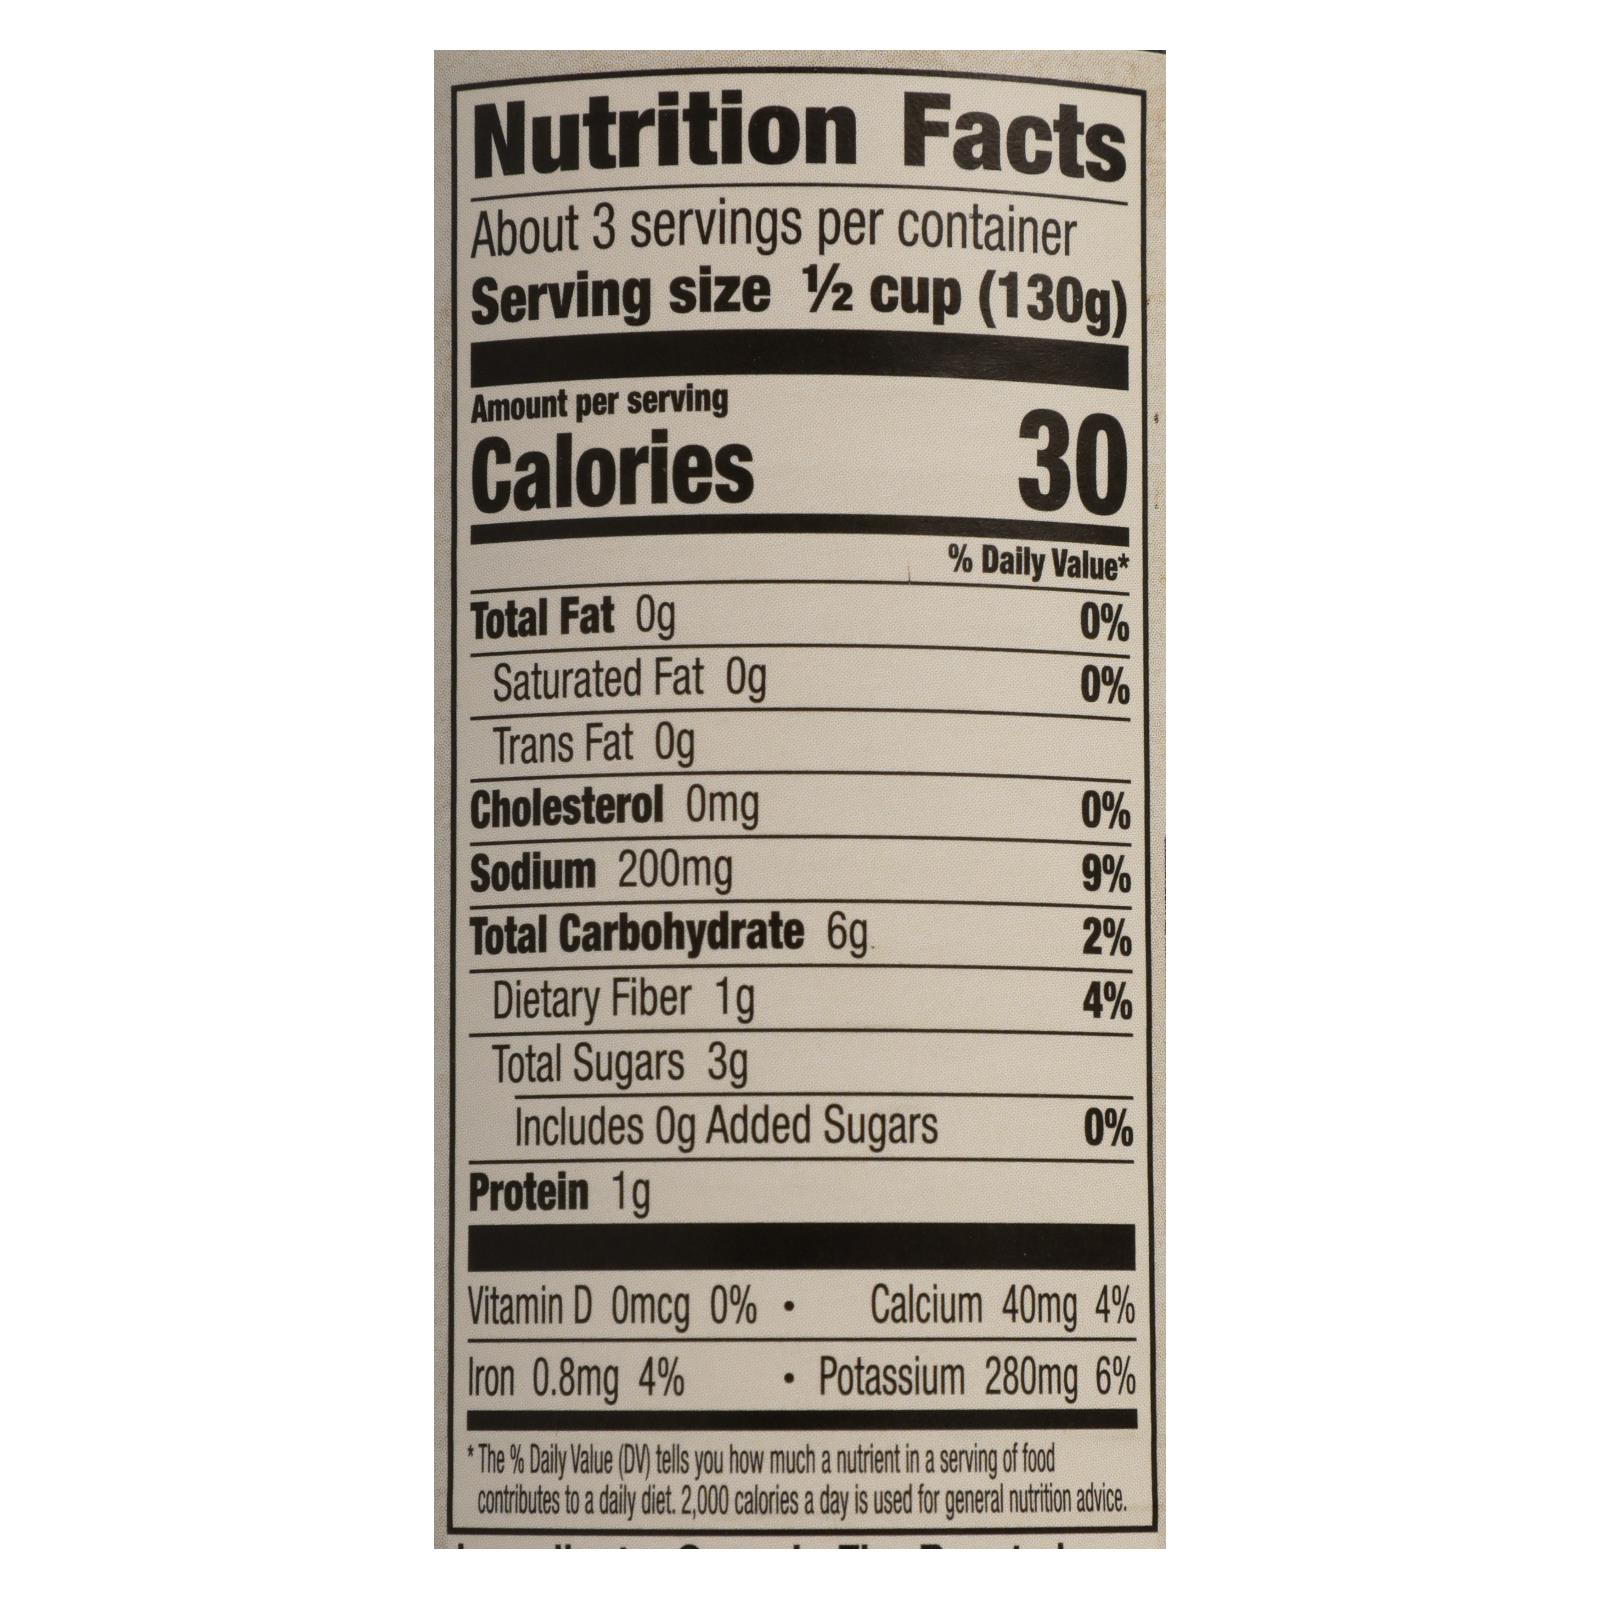 Nutrition Facts
About 3 servings per container
Serving size ½ cup (130g)
Amount per serving
Calories 30
% Daily Value*
Total Fat 0g 0%
Saturated Fat 0g 0%
Trans Fat 0g
Cholesterol 0mg 0%
Sodium 200mg 9%
Total Carbohydrate 6g 2%
Dietary Fiber 1g 4%
Total Sugars 3g
Includes 0g Added Sugars 0%
Protein 1g
Vitamin D 0mcg 0% • Calcium 40mg 4%
Iron 0.8mg 4% • Potassium 280mg 6%
* The % Daily Value (DV) tells you how much a nutrient in a serving of food
contributes to a daily diet. 2,000 calories a day is used for general nutrition advice.